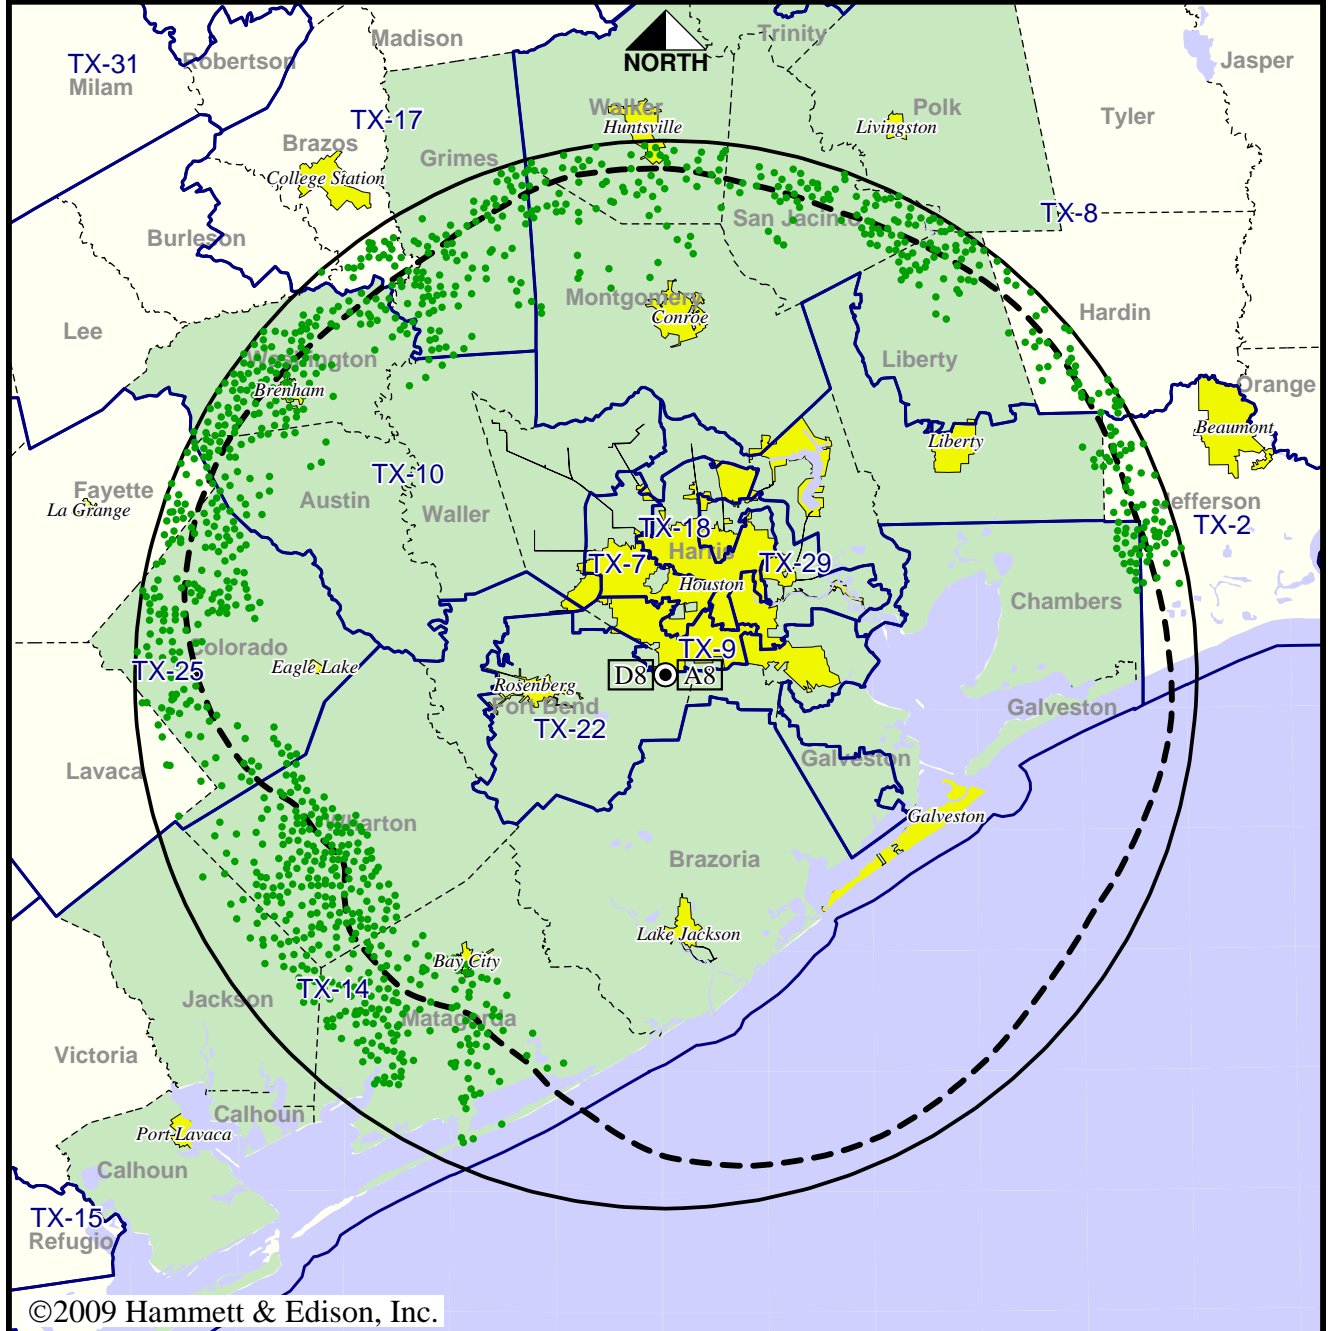 Madison
Trinity
TX-31
Robertson
Jasper
NORTH
Milam
Walker
Polk
TX-17
Huntsville
Livingston
Tyler
Brazos
Grimes
College Station
TX-8
San Jacinto
Burleson
Montgomery
Hardin
Conroe
Lee
Washington
Liberty
Brenham
Orange
Beaumont
Liberty
TX-10
Fayette
Austin
La Grange
Waller
Jefferson
TX-18
TX-2
Harris
TX-7
TX-29
Houston
Chambers
Colorado
TX-9
Eagle Lake
TX-25
D8
A8
Rosenberg
Fort Bend
Galveston
TX-22
Galveston
Lavaca
Galveston
Wharton
Brazoria
Lake Jackson
Bay City
TX-14
Jackson
Matagorda
Victoria
Calhoun
Port Lavaca
Calhoun
TX-15
Refugio
©2009 Hammett & Edison, Inc.